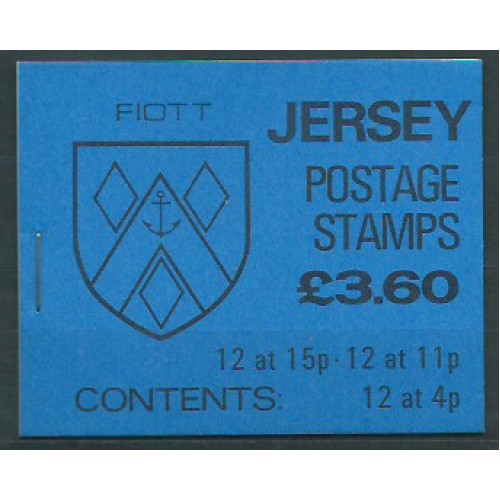 FIOTT
JERSEY
POSTAGE
STAMPS
£3.60
12 at 15p · 12 at 11p
CONTENTS: 12 at 4p